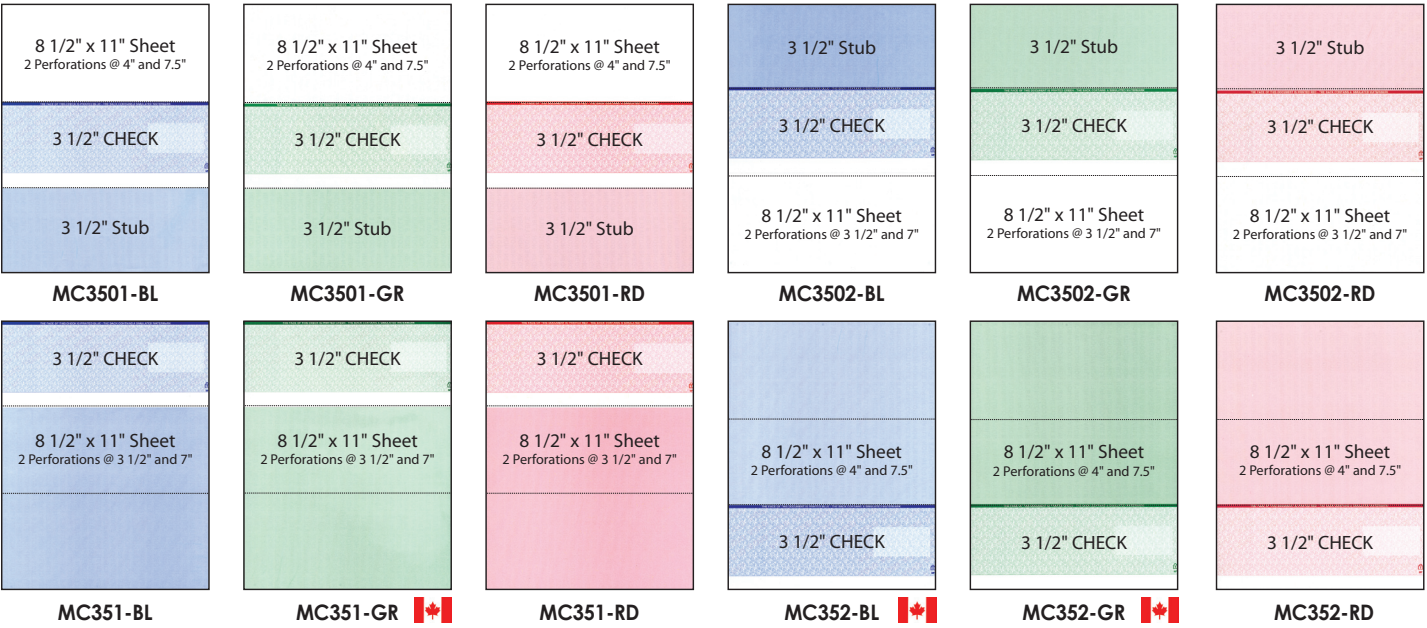 8 1/2" x 11" Sheet
2 Perforations @ 4" and 7.5"
3 1/2" CHECK
3 1/2" Stub
MC3501-BL
8 1/2" x 11" Sheet
2 Perforations @ 4" and 7.5"
3 1/2" CHECK
3 1/2" Stub
MC3501-GR
8 1/2" x 11" Sheet
2 Perforations @ 4" and 7.5"
3 1/2" CHECK
3 1/2" Stub
MC3501-RD
3 1/2" Stub
3 1/2" CHECK
8 1/2" x 11" Sheet
2 Perforations @ 3 1/2" and 7"
MC3502-BL
3 1/2" Stub
3 1/2" CHECK
8 1/2" x 11" Sheet
2 Perforations @ 3 1/2" and 7"
MC3502-GR
3 1/2" Stub
3 1/2" CHECK
8 1/2" x 11" Sheet
2 Perforations @ 3 1/2" and 7"
MC3502-RD
3 1/2" CHECK
8 1/2" x 11" Sheet
2 Perforations @ 3 1/2" and 7"
MC351-BL
3 1/2" CHECK
8 1/2" x 11" Sheet
2 Perforations @ 3 1/2" and 7"
MC351-GR
3 1/2" CHECK
8 1/2" x 11" Sheet
2 Perforations @ 3 1/2" and 7"
MC351-RD
8 1/2" x 11" Sheet
2 Perforations @ 4" and 7.5"
3 1/2" CHECK
MC352-BL
8 1/2" x 11" Sheet
2 Perforations @ 4" and 7.5"
3 1/2" CHECK
MC352-GR
8 1/2" x 11" Sheet
2 Perforations @ 4" and 7.5"
3 1/2" CHECK
MC352-RD